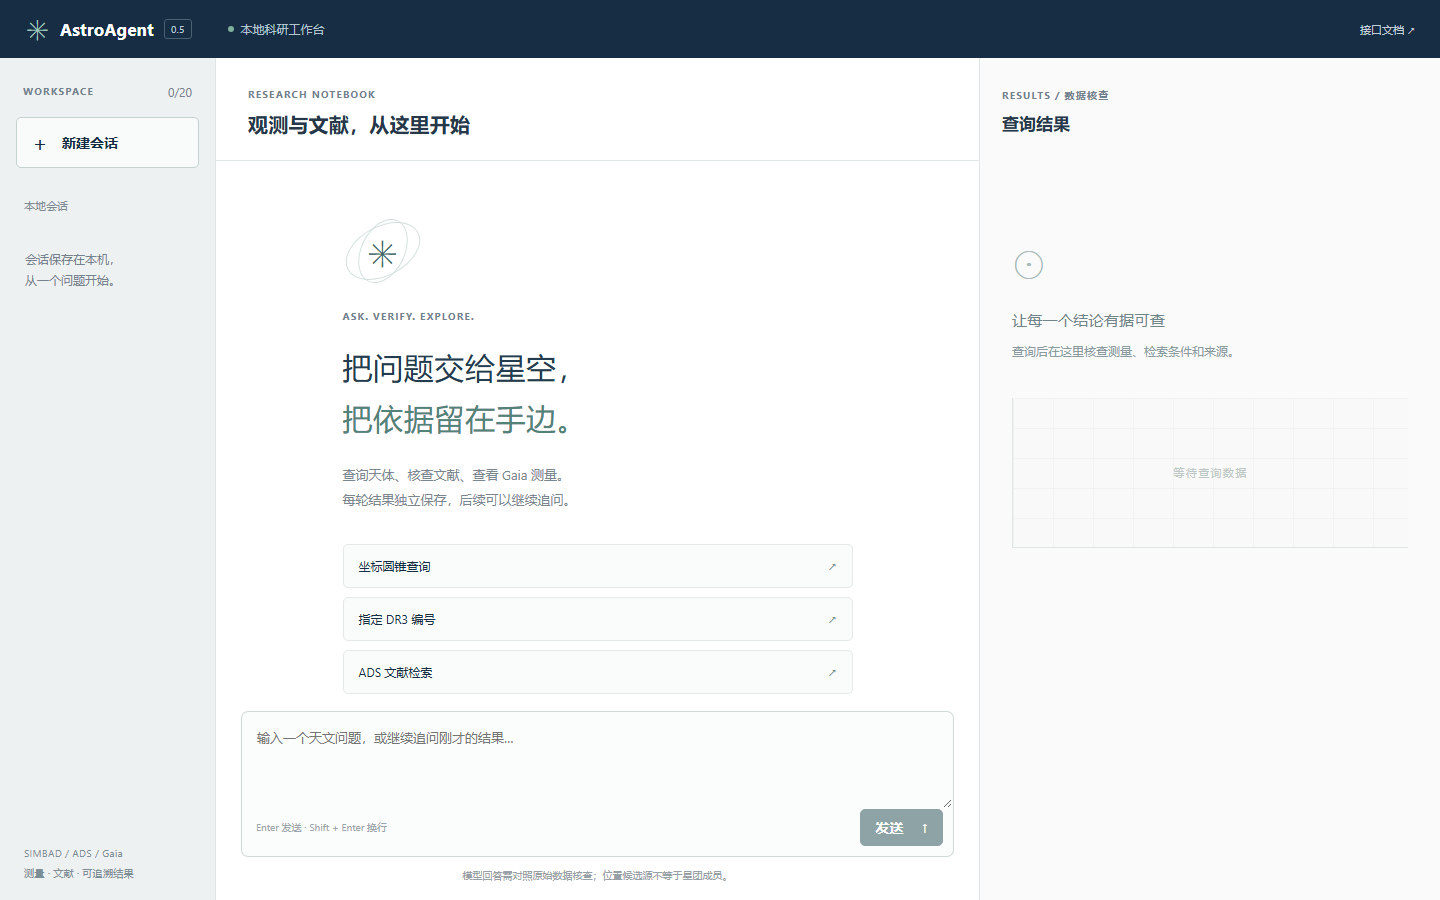 AstroAgent 0.5
本地科研工作台
接口文档 ↗
WORKSPACE 0/20
+ 新建会话
本地会话
会话保存在本机，
从一个问题开始。
SIMBAD / ADS / Gaia
测量 · 文献 · 可追溯结果
RESEARCH NOTEBOOK
观测与文献，从这里开始
ASK. VERIFY. EXPLORE.
把问题交给星空，
把依据留在手边。
查询天体、核查文献、查看 Gaia 测量。
每轮结果独立保存，后续可以继续追问。
坐标圆锥查询 ↗
指定 DR3 编号 ↗
ADS 文献检索 ↗
输入一个天文问题，或继续追问刚才的结果...
Enter 发送 · Shift + Enter 换行
发送 ↑
模型回答需对照原始数据核查；位置候选源不等于星团成员。
RESULTS / 数据核查
查询结果
让每一个结论有据可查
查询后在这里核查测量、检索条件和来源。
等待查询数据